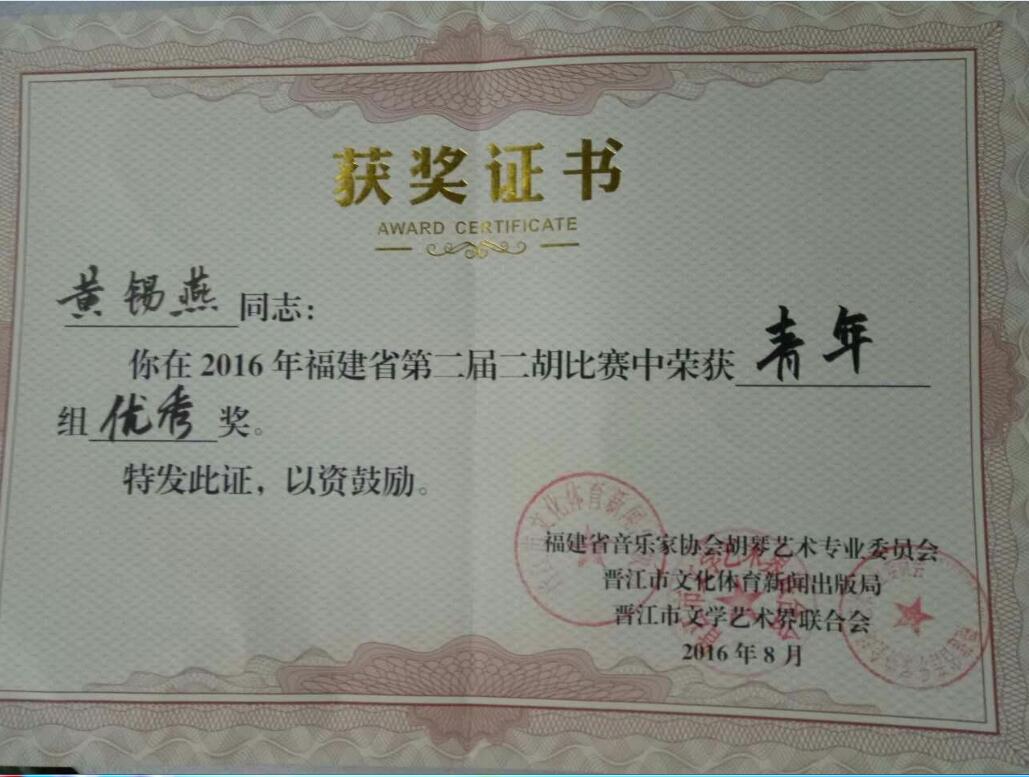 获奖证书
AWARD CERTIFICATE
黄锡燕同志：
你在2016年福建省第二届二胡比赛中荣获青年
组优秀奖。
特发此证，以资鼓励。
福建省音乐家协会胡琴艺术专业委员会
晋江市文化体育新闻出版局
晋江市文学艺术界联合会
2016年8月